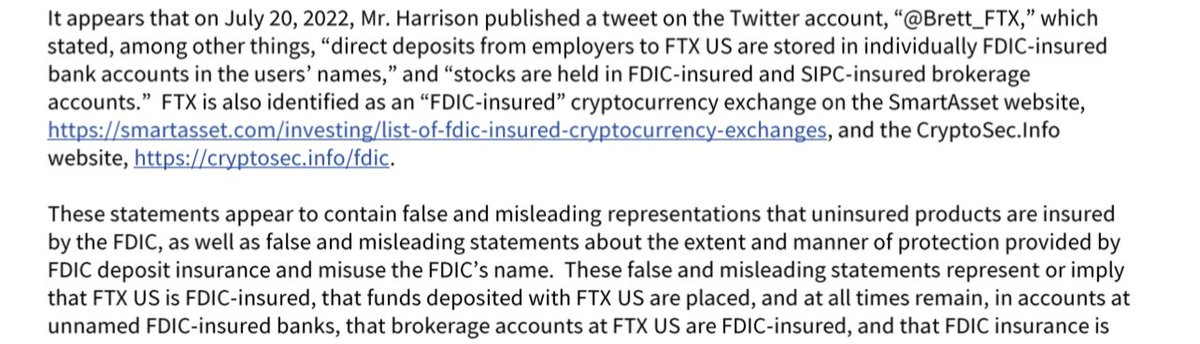 It appears that on July 20, 2022, Mr. Harrison published a tweet on the Twitter account, “@Brett_FTX,” which
stated, among other things, “direct deposits from employers to FTX US are stored in individually FDIC-insured
bank accounts in the users’ names,” and “stocks are held in FDIC-insured and SIPC-insured brokerage
accounts.”  FTX is also identified as an “FDIC-insured” cryptocurrency exchange on the SmartAsset website,
https://smartasset.com/investing/list-of-fdic-insured-cryptocurrency-exchanges, and the CryptoSec.Info
website, https://cryptosec.info/fdic.
These statements appear to contain false and misleading representations that uninsured products are insured
by the FDIC, as well as false and misleading statements about the extent and manner of protection provided by
FDIC deposit insurance and misuse the FDIC’s name.  These false and misleading statements represent or imply
that FTX US is FDIC-insured, that funds deposited with FTX US are placed, and at all times remain, in accounts at
unnamed FDIC-insured banks, that brokerage accounts at FTX US are FDIC-insured, and that FDIC insurance is